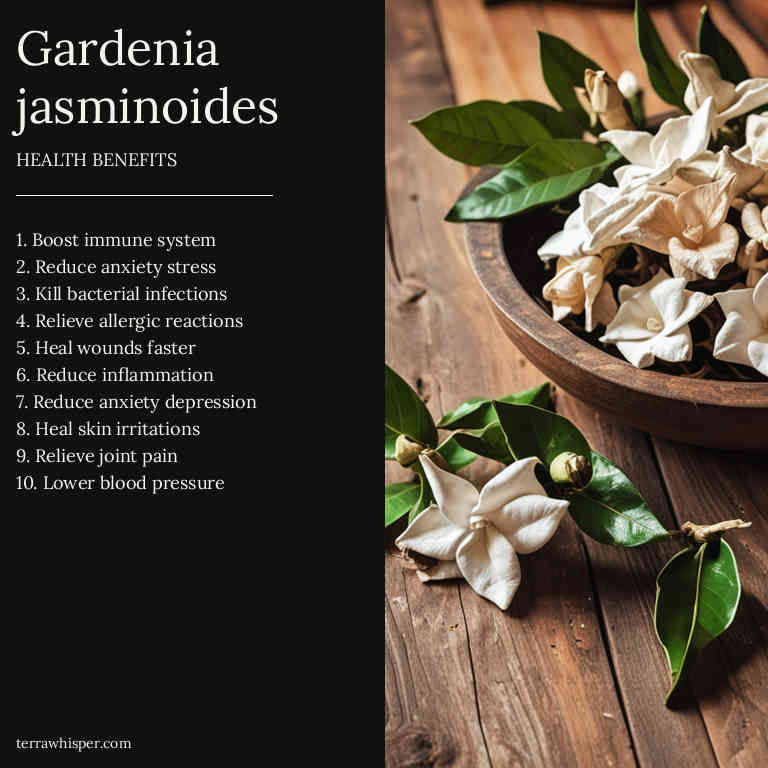 Gardenia
jasminoides
HEALTH BENEFITS
1. Boost immune system
2. Reduce anxiety stress
3. Kill bacterial infections
4. Relieve allergic reactions
5. Heal wounds faster
6. Reduce inflammation
7. Reduce anxiety depression
8. Heal skin irritations
9. Relieve joint pain
10. Lower blood pressure
terrawhisper.com